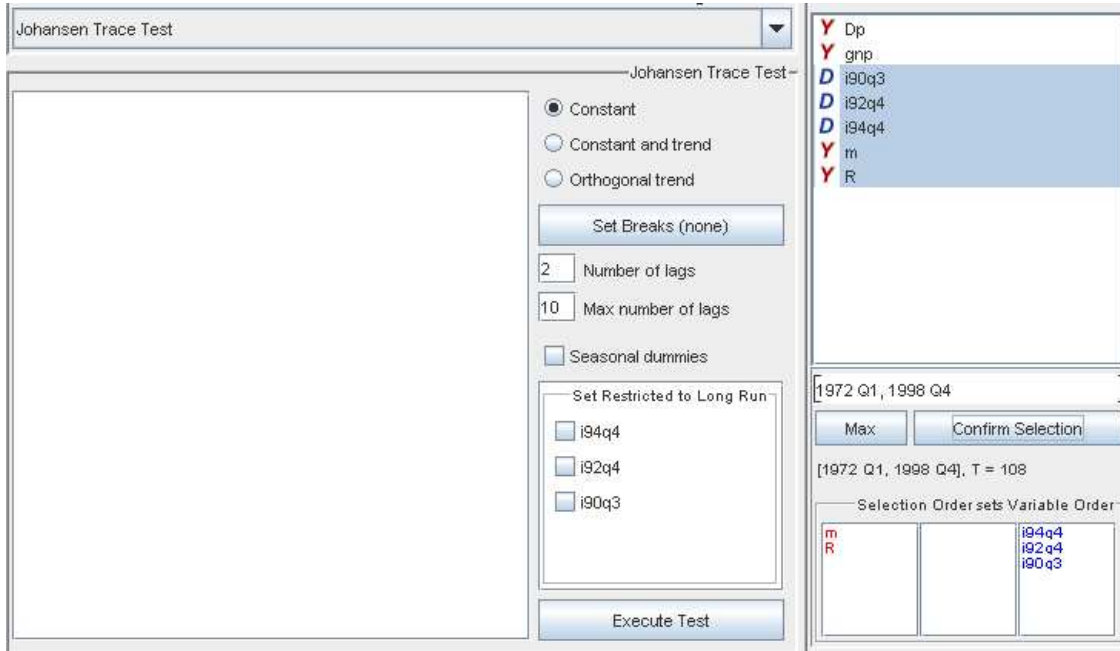 Johansen Trace Test
Johansen Trace Test
Constant
Constant and trend
Orthogonal trend
Set Breaks (none)
2 Number of lags
10 Max number of lags
Seasonal dummies
Set Restricted to Long Run
i94q4
i92q4
i90q3
Execute Test
Y Dp
Y gnp
D i90q3
D i92q4
D i94q4
Y m
Y R
[1972 Q1, 1998 Q4]
Max Confirm Selection
[1972 Q1, 1998 Q4], T = 108
Selection Order sets Variable Order
m
R
i94q4
i92q4
i90q3